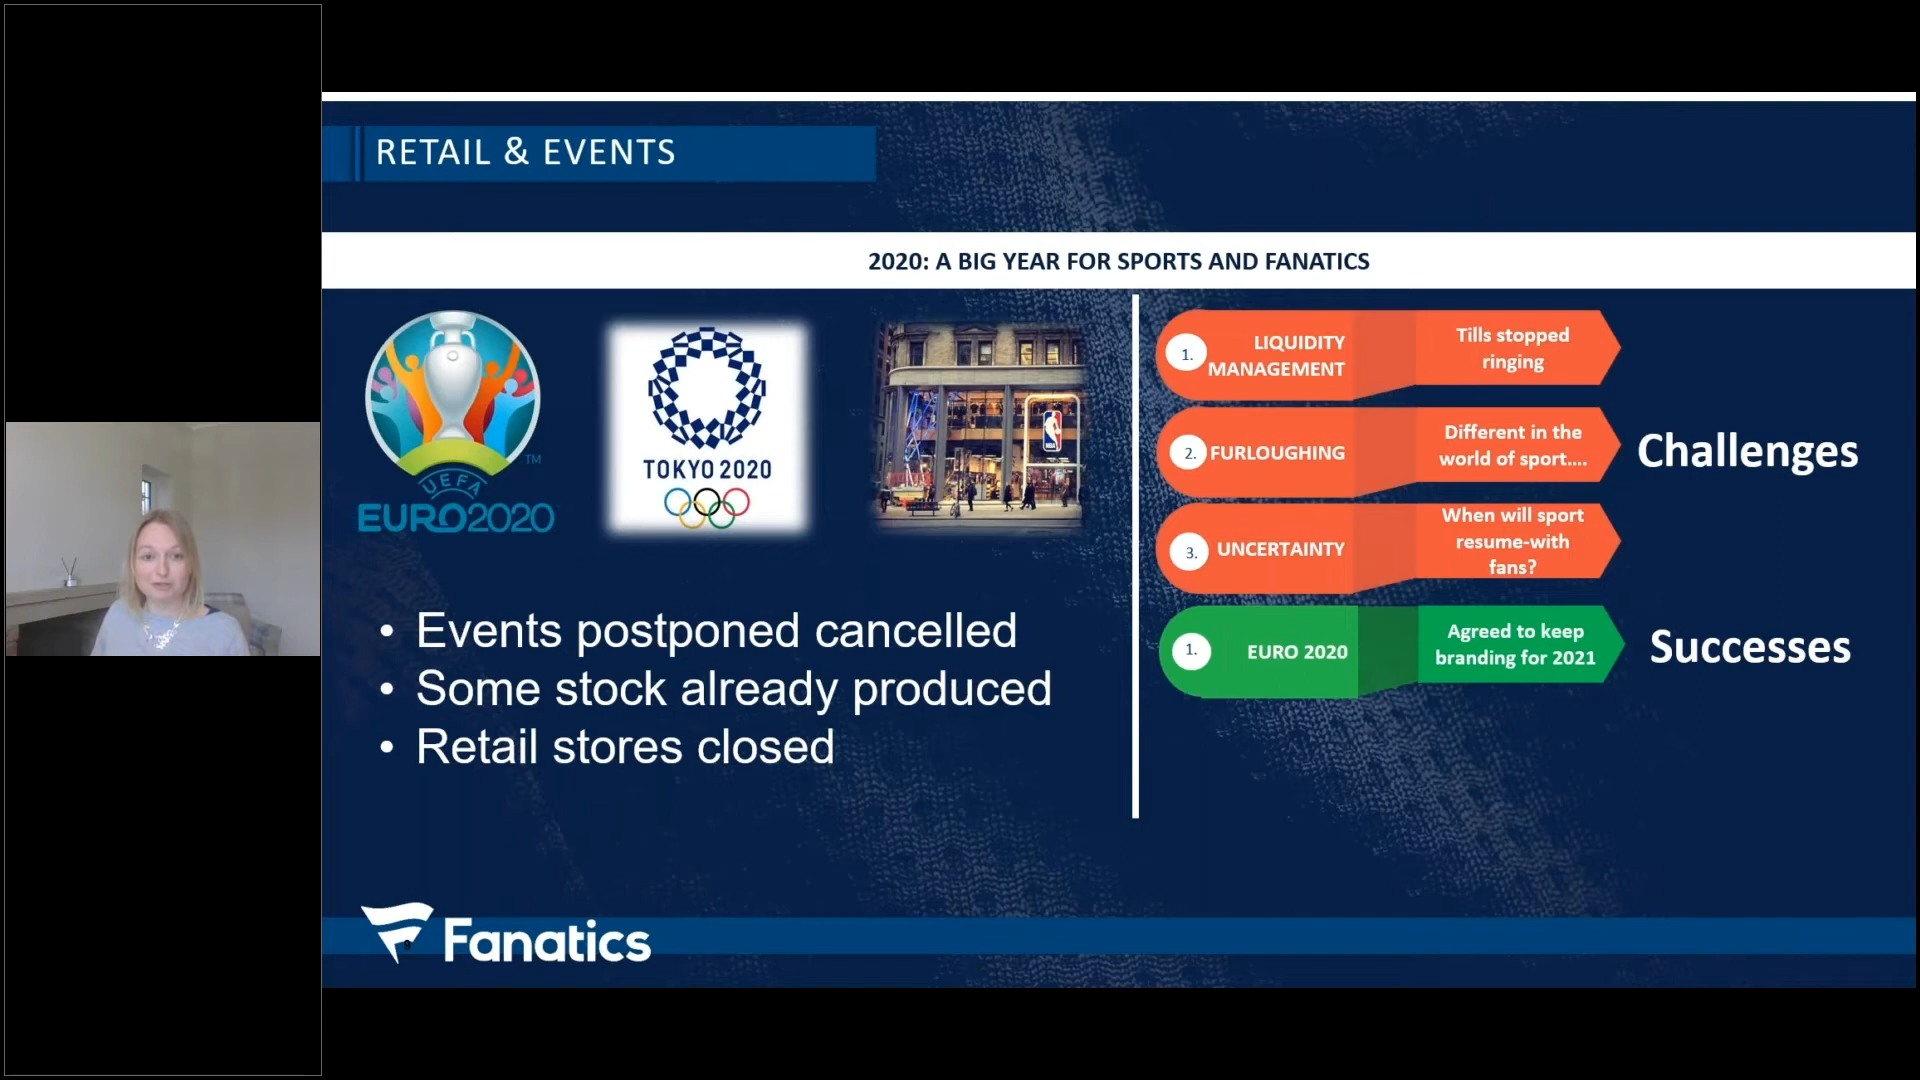 RETAIL & EVENTS
2020: A BIG YEAR FOR SPORTS AND FANATICS
TM
UEFA
EURO2020
TOKYO 2020
NBA
• Events postponed cancelled
• Some stock already produced
• Retail stores closed
1.
LIQUIDITY
MANAGEMENT
Tills stopped
ringing
2.
FURLOUGHING
Different in the
world of sport....
3.
UNCERTAINTY
When will sport
resume-with
fans?
Challenges
1.
EURO 2020
Agreed to keep
branding for 2021
Successes
9
Fanatics